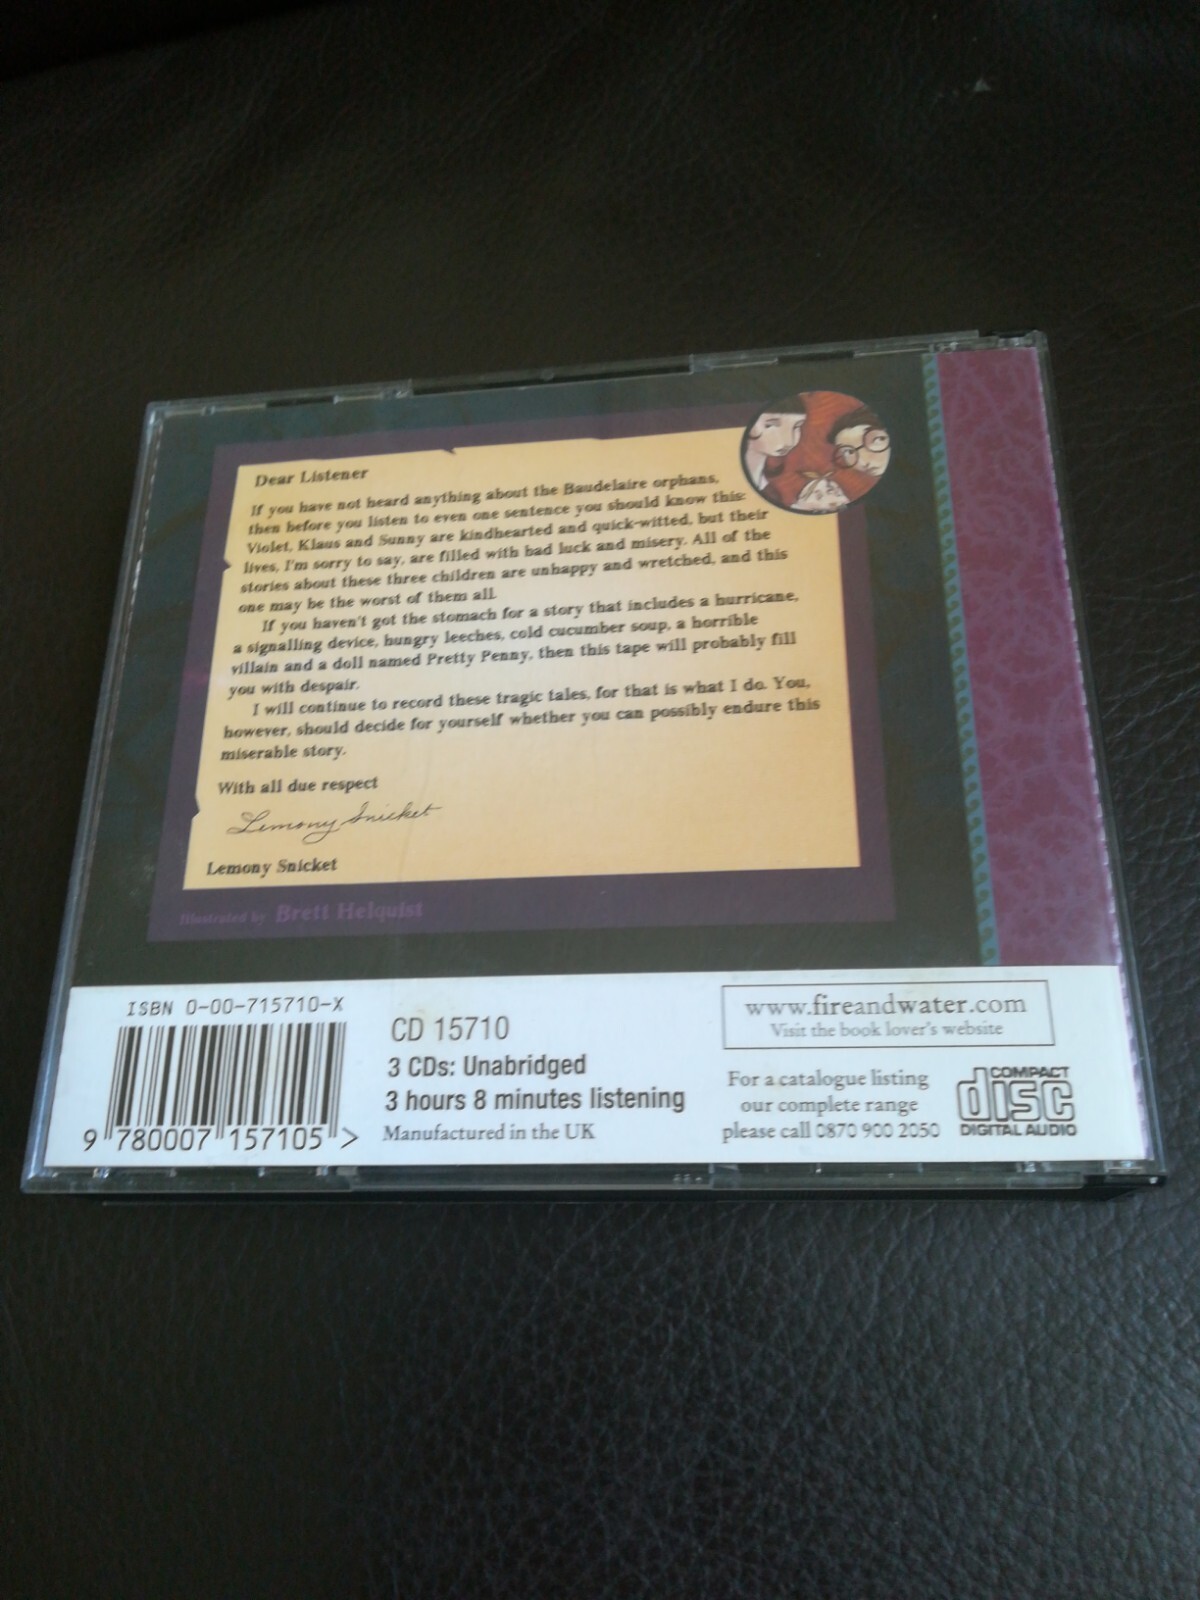 Dear Listener
If you have not heard anything about the Baudelaire orphans,
then before you listen to even one sentence you should know this:
Violet, Klaus and Sunny are kindhearted and quick-witted, but their
lives, I'm sorry to say, are filled with bad luck and misery. All of the
stories about these three children are unhappy and wretched, and this
one may be the worst of them all.
If you haven't got the stomach for a story that includes a hurricane,
a signalling device, hungry leeches, cold cucumber soup, a horrible
villain and a doll named Pretty Penny, then this tape will probably fill
you with despair.
I will continue to record these tragic tales, for that is what I do. You,
however, should decide for yourself whether you can possibly endure this
miserable story.
With all due respect
Lemony Snicket
Lemony Snicket
Illustrated by Brett Helquist
ISBN 0-00-715710-X
9 780007 157105 >
CD 15710
3 CDs: Unabridged
3 hours 8 minutes listening
Manufactured in the UK
www.fireandwater.com
Visit the book lover's website
For a catalogue listing
our complete range
please call 0870 900 2050
COMPACT
disc
DIGITAL AUDIO